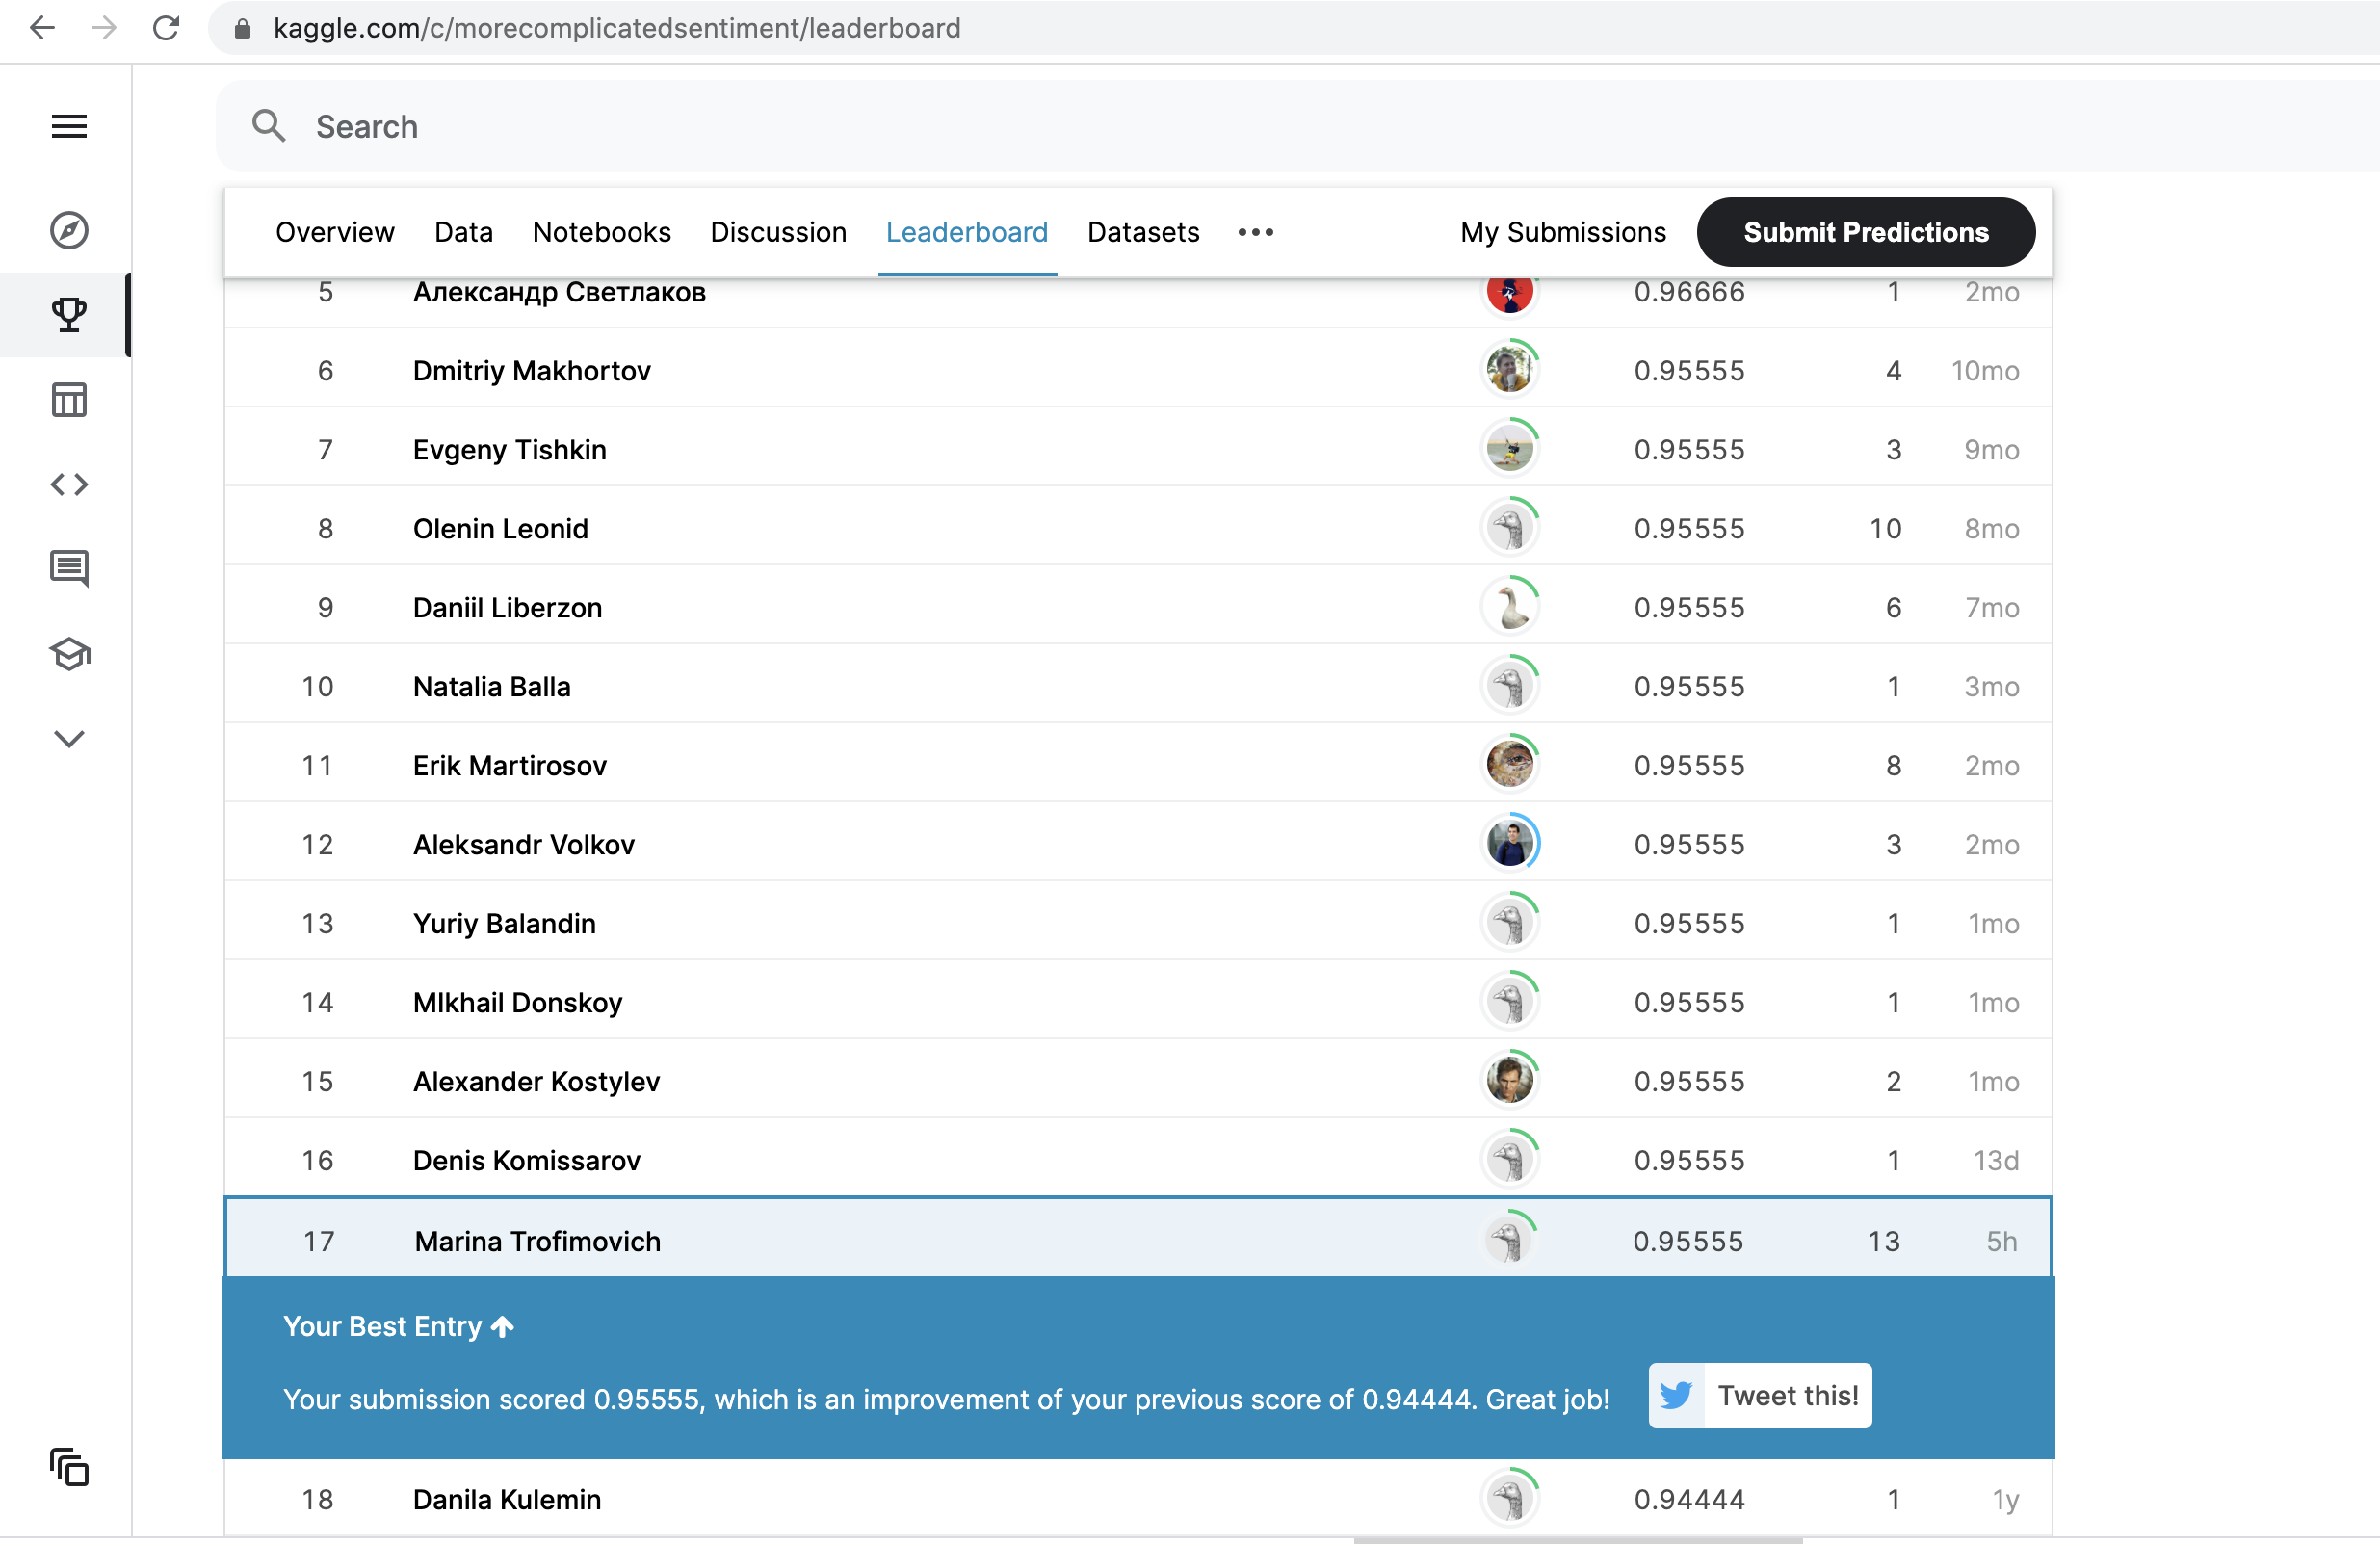 kaggle.com/c/morecomplicatedsentiment/leaderboard
Search
Overview Data Notebooks Discussion Leaderboard Datasets ••• My Submissions Submit Predictions
5 Александр Светлаков 0.96666 1 2mo
6 Dmitriy Makhortov 0.95555 4 10mo
7 Evgeny Tishkin 0.95555 3 9mo
8 Olenin Leonid 0.95555 10 8mo
9 Daniil Liberzon 0.95555 6 7mo
10 Natalia Balla 0.95555 1 3mo
11 Erik Martirosov 0.95555 8 2mo
12 Aleksandr Volkov 0.95555 3 2mo
13 Yuriy Balandin 0.95555 1 1mo
14 MIkhail Donskoy 0.95555 1 1mo
15 Alexander Kostylev 0.95555 2 1mo
16 Denis Komissarov 0.95555 1 13d
17 Marina Trofimovich 0.95555 13 5h
Your Best Entry ↑
Your submission scored 0.95555, which is an improvement of your previous score of 0.94444. Great job! Tweet this!
18 Danila Kulemin 0.94444 1 1y